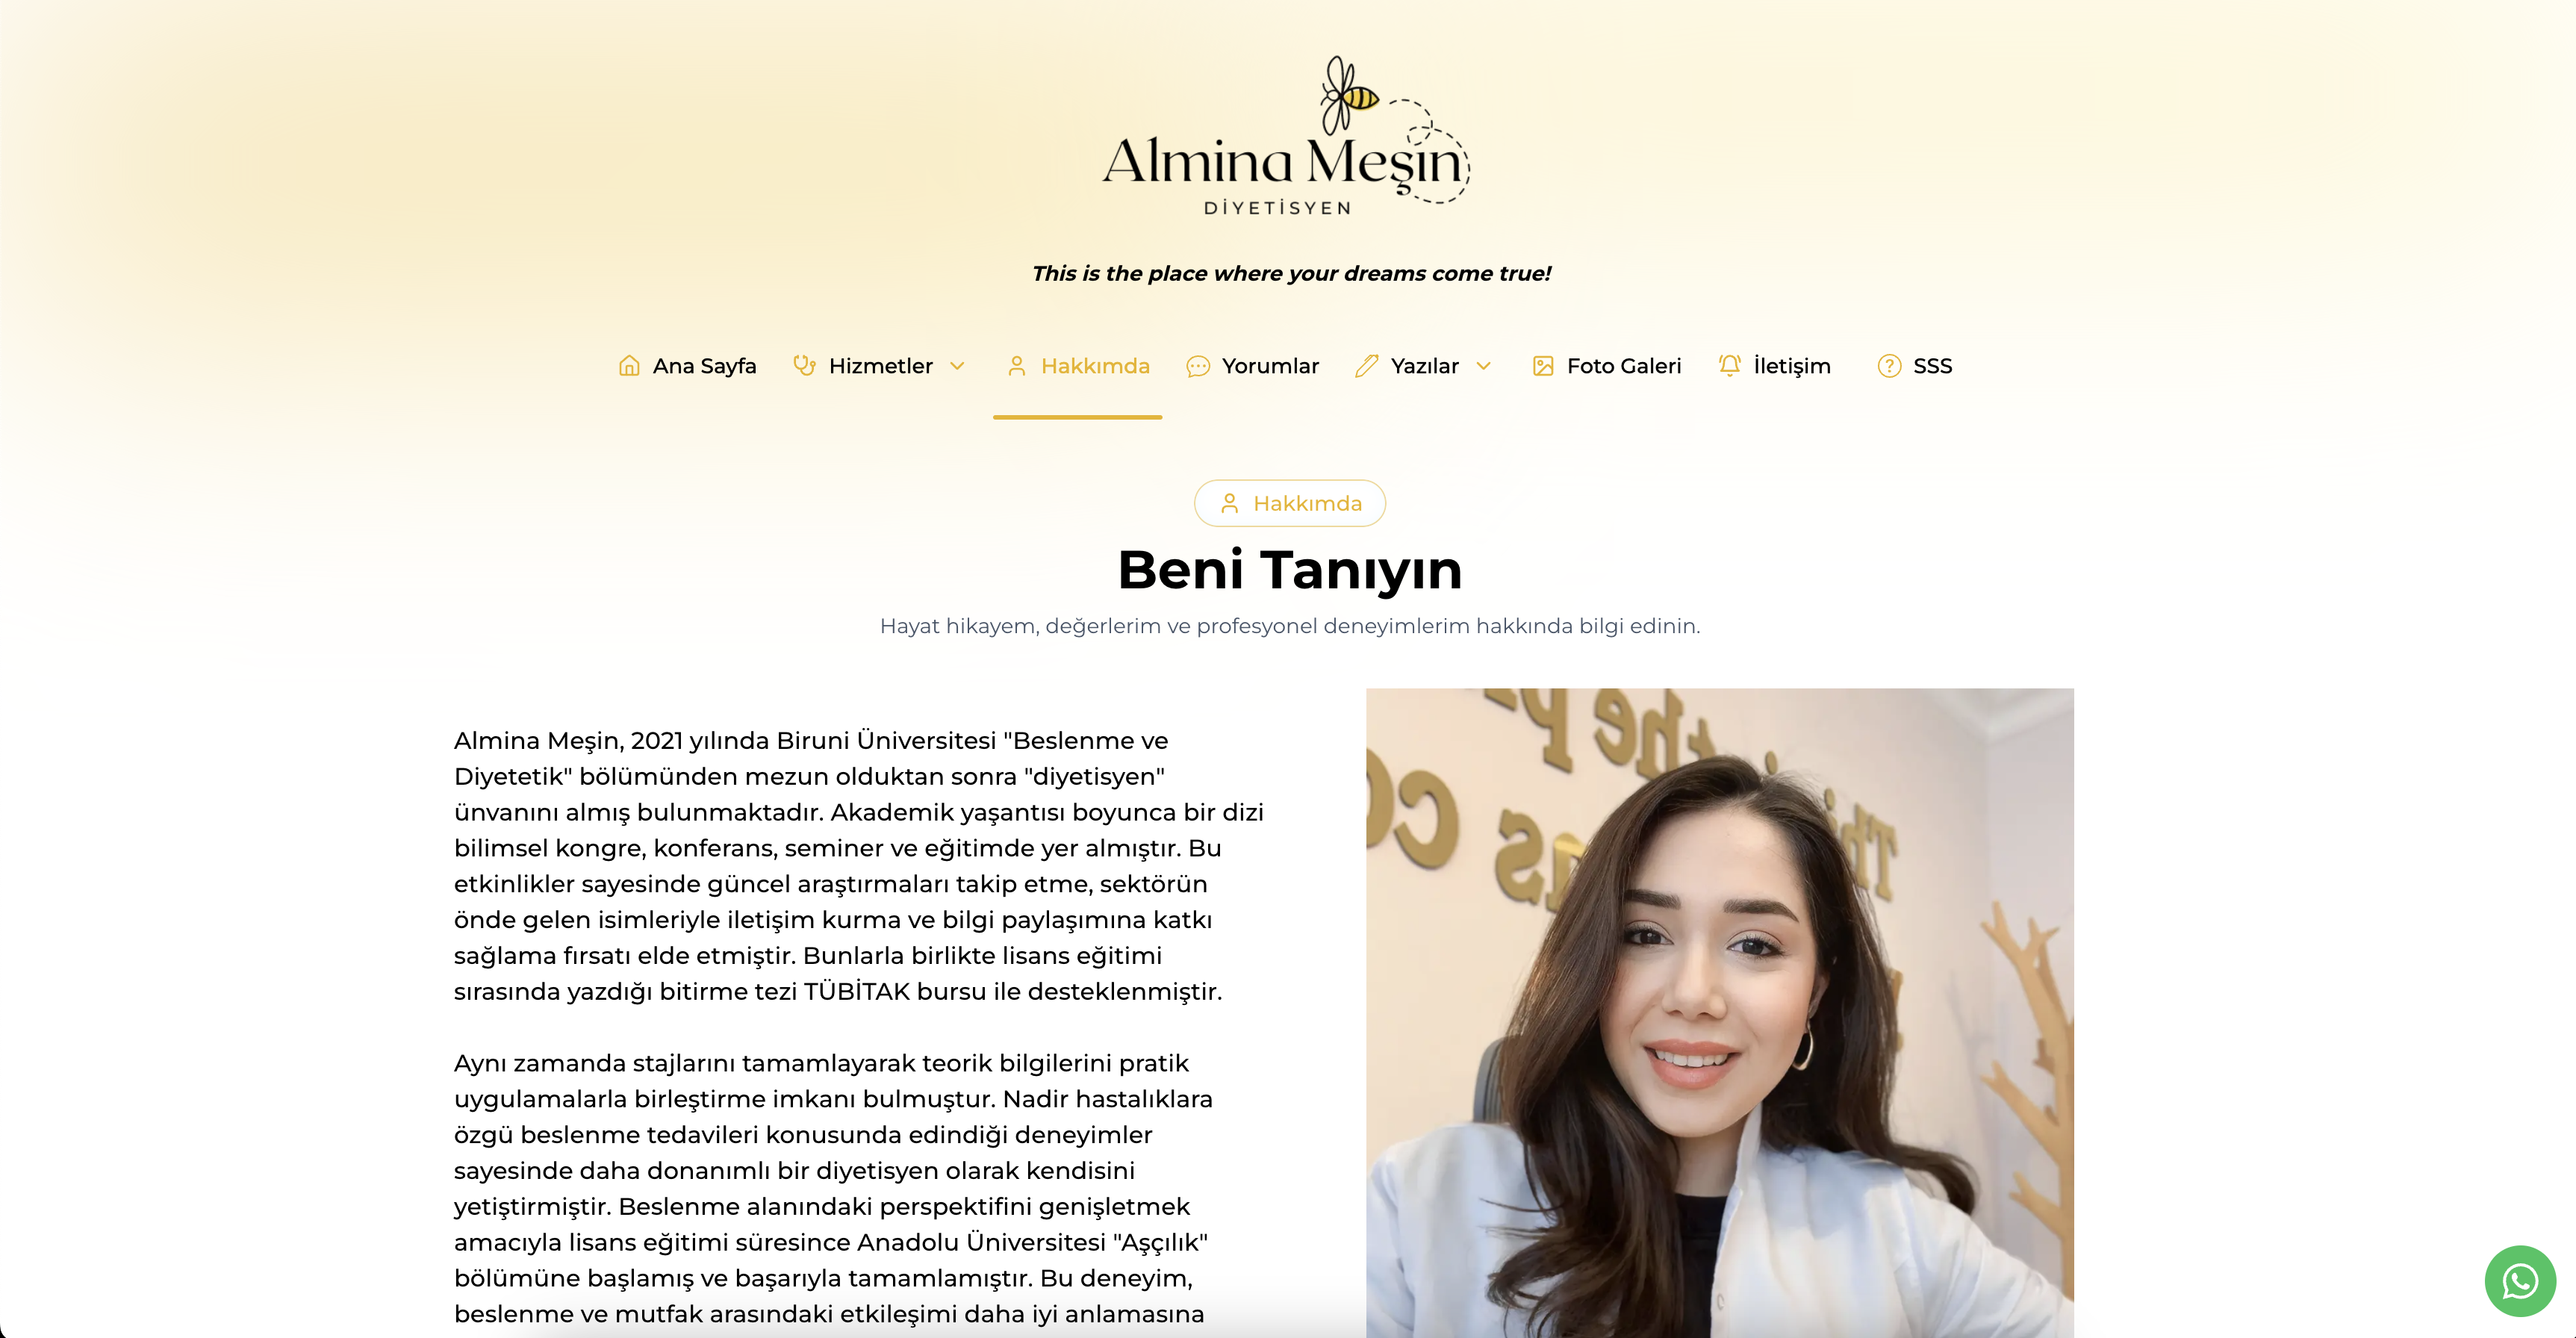 Almina Meşin
DİYETİSYEN
This is the place where your dreams come true!
Ana Sayfa
Hizmetler
Hakkımda
Yorumlar
Yazılar
Foto Galeri
İletişim
SSS
Hakkımda
Beni Tanıyın
Hayat hikayem, değerlerim ve profesyonel deneyimlerim hakkında bilgi edinin.
Almina Meşin, 2021 yılında Biruni Üniversitesi "Beslenme ve
Diyetetik" bölümünden mezun olduktan sonra "diyetisyen"
ünvanını almış bulunmaktadır. Akademik yaşantısı boyunca bir dizi
bilimsel kongre, konferans, seminer ve eğitimde yer almıştır. Bu
etkinlikler sayesinde güncel araştırmaları takip etme, sektörün
önde gelen isimleriyle iletişim kurma ve bilgi paylaşımına katkı
sağlama fırsatı elde etmiştir. Bunlarla birlikte lisans eğitimi
sırasında yazdığı bitirme tezi TÜBİTAK bursu ile desteklenmiştir.
Aynı zamanda stajlarını tamamlayarak teorik bilgilerini pratik
uygulamalarla birleştirme imkanı bulmuştur. Nadir hastalıklara
özgü beslenme tedavileri konusunda edindiği deneyimler
sayesinde daha donanımlı bir diyetisyen olarak kendisini
yetiştirmiştir. Beslenme alanındaki perspektifini genişletmek
amacıyla lisans eğitimi süresince Anadolu Üniversitesi "Aşçılık"
bölümüne başlamış ve başarıyla tamamlamıştır. Bu deneyim,
beslenme ve mutfak arasındaki etkileşimi daha iyi anlamasına